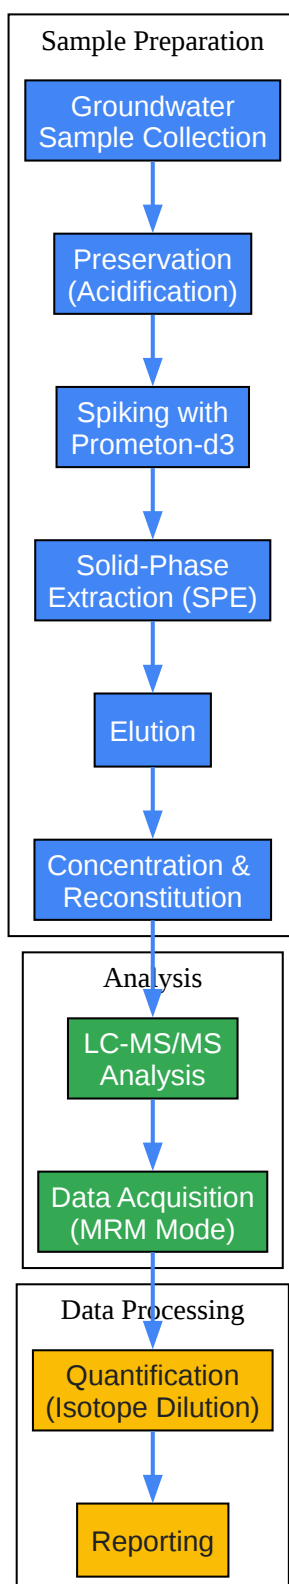 Sample Preparation
Groundwater
Sample Collection
Preservation
(Acidification)
Spiking with
Prometon-d3
Solid-Phase
Extraction (SPE)
Elution
Concentration &
Reconstitution
Analysis
LC-MS/MS
Analysis
Data Acquisition
(MRM Mode)
Data Processing
Quantification
(Isotope Dilution)
Reporting